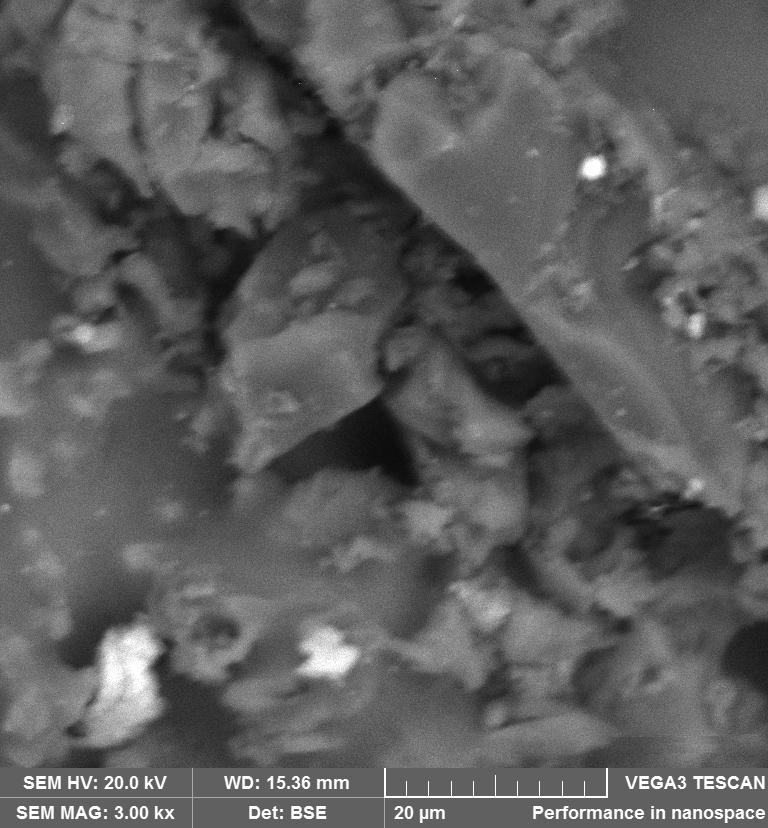 SEM HV: 20.0 kV WD: 15.36 mm VEGA3 TESCAN
SEM MAG: 3.00 kx Det: BSE 20 µm Performance in nanospace